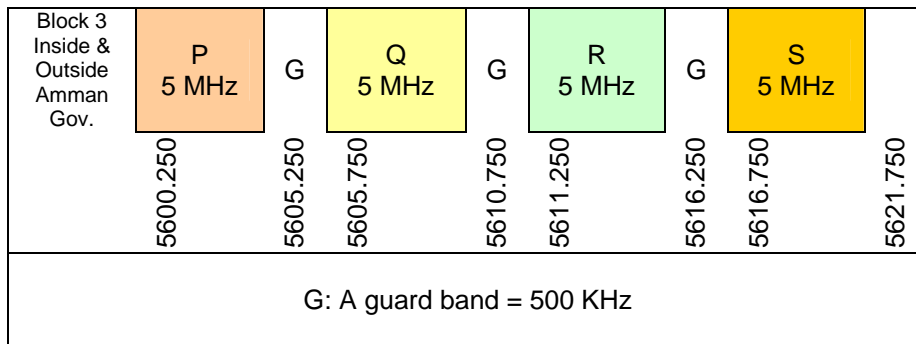 Block 3
Inside &
Outside
Amman
Gov.
P
5 MHz
G
Q
5 MHz
G
R
5 MHz
G
S
5 MHz
5600.250
5605.250
5605.750
5610.750
5611.250
5616.250
5616.750
5621.750
G: A guard band = 500 KHz